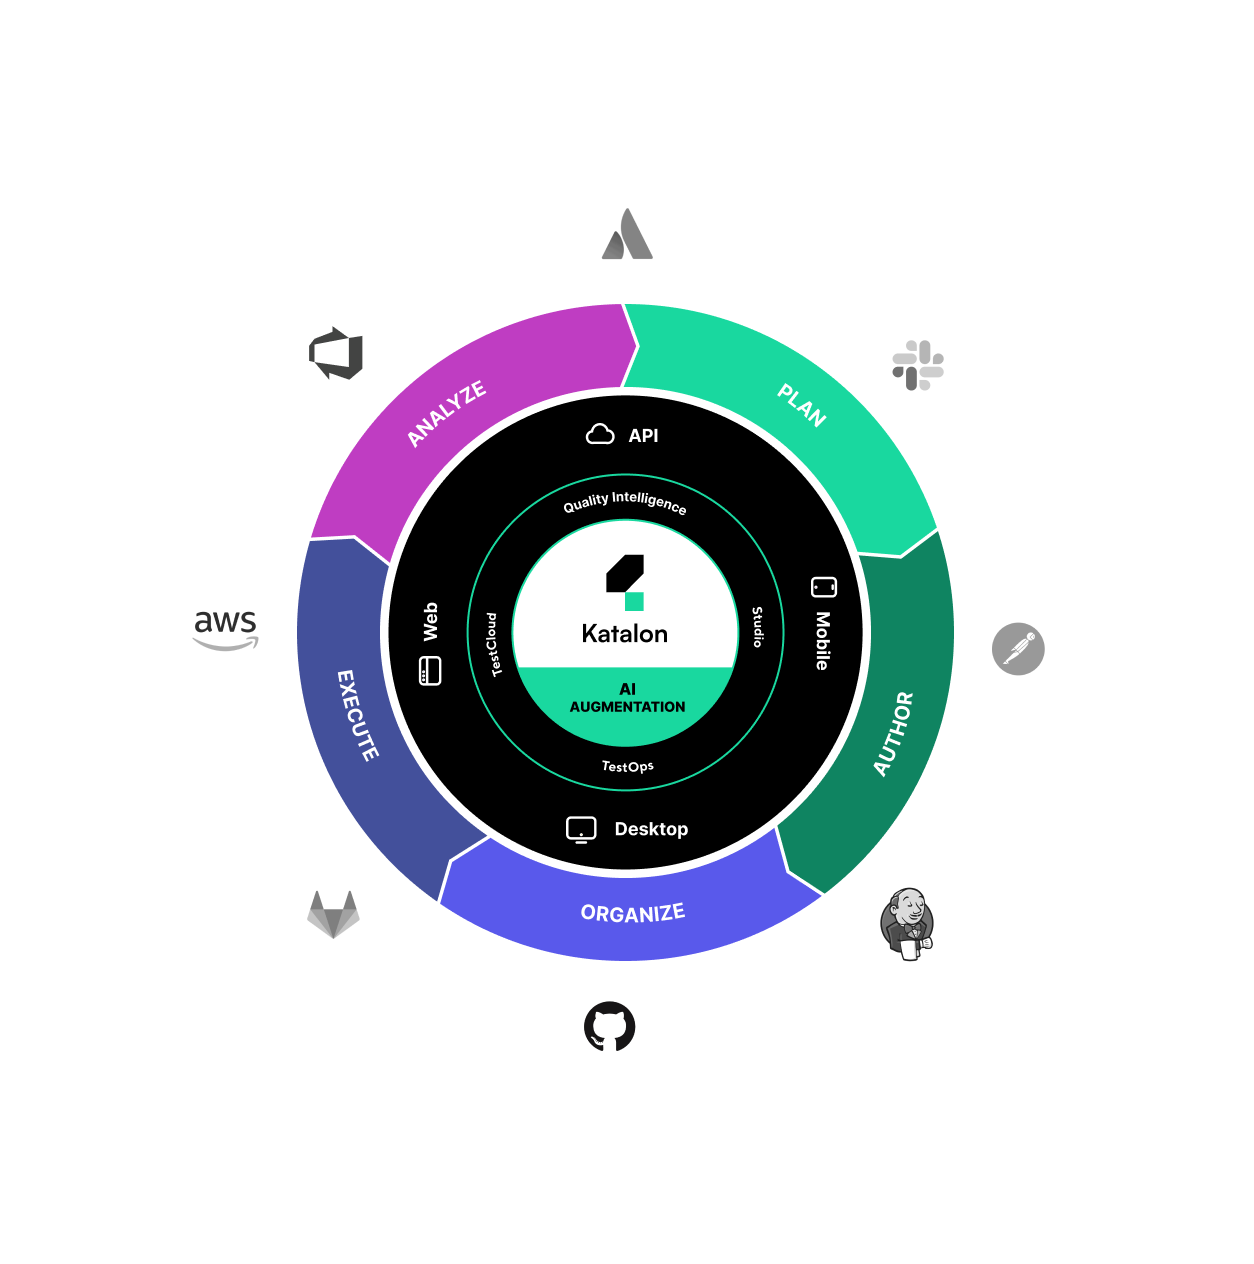 ANALYZE
PLAN
API
Quality Intelligence
aws
Web
TestCloud
Katalon
Studio
Mobile
AI
AUGMENTATION
EXECUTE
AUTHOR
TestOps
Desktop
ORGANIZE